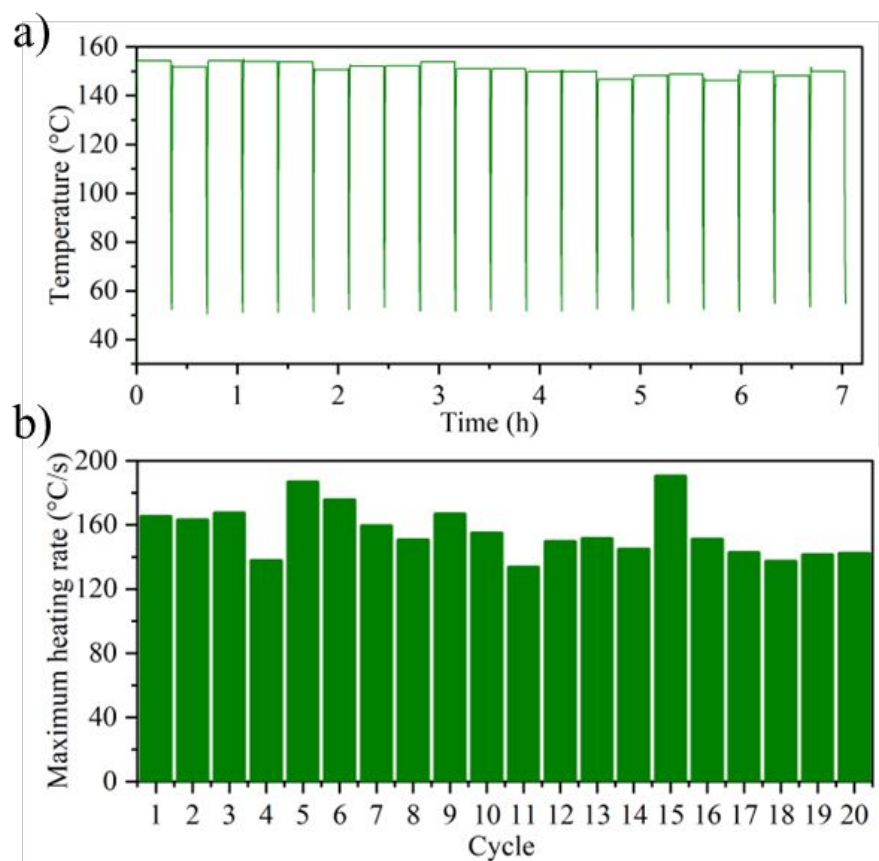 a)
160
140
120
100
80
60
40
Temperature (°C)
0 1 2 3 4 5 6 7
Time (h)
b)
200
160
120
80
40
0
Maximum heating rate (°C/s)
1 2 3 4 5 6 7 8 9 10 11 12 13 14 15 16 17 18 19 20
Cycle